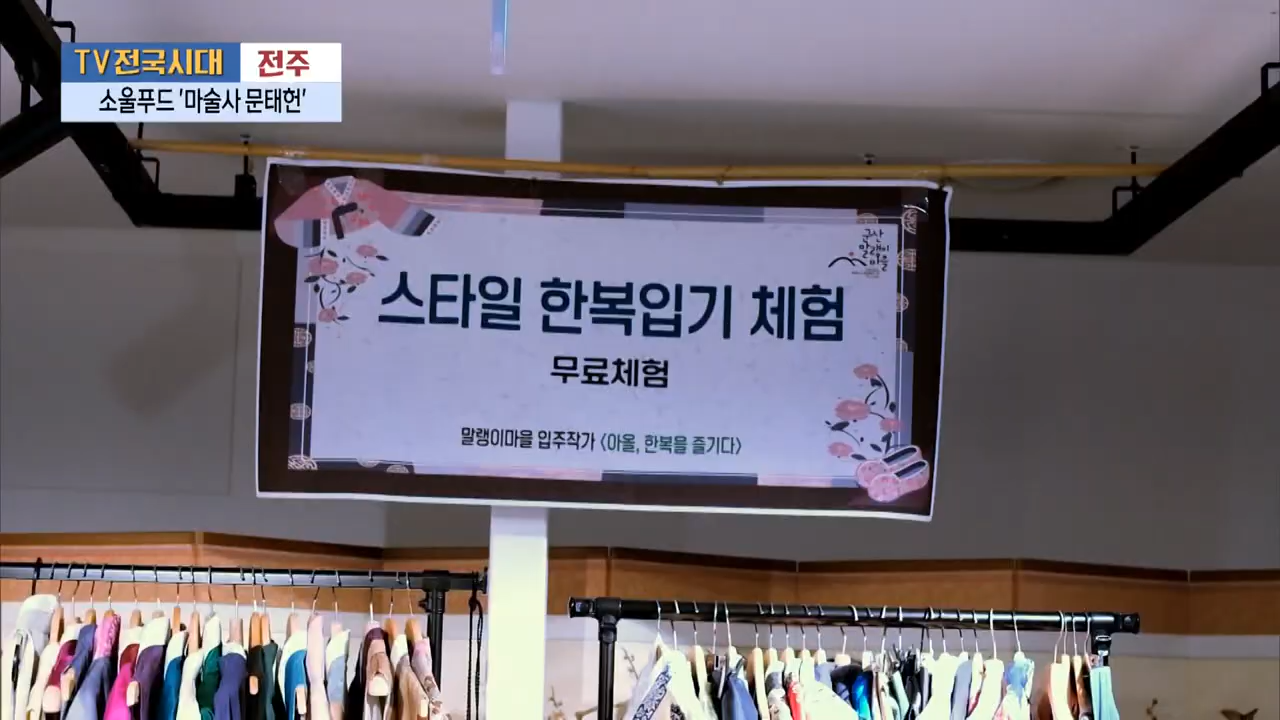 TV전국시대 전주
소울푸드 '마술사 문태헌'
군산
말랭이
마을
스타일 한복입기 체험
무료체험
말랭이마을 입주작가 <아올, 한복을 즐기다>